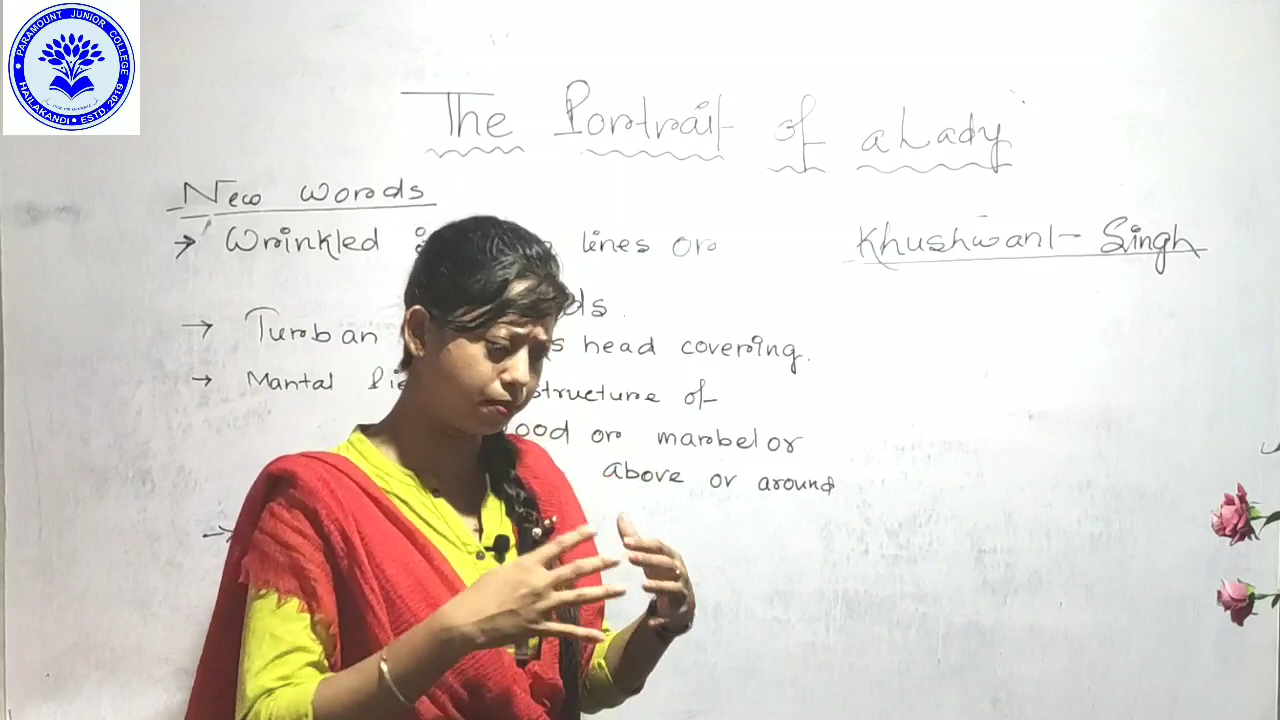 PARAMOUNT JUNIOR COLLEGE
HAILAKANDI • ESTD. 2019
The Portrait of a Lady
New words
→ Wrinkled lines or
Khushwant Singh
ds.
→ Turban s head covering.
→ Mantal structure of
ood or marbel or
above or around